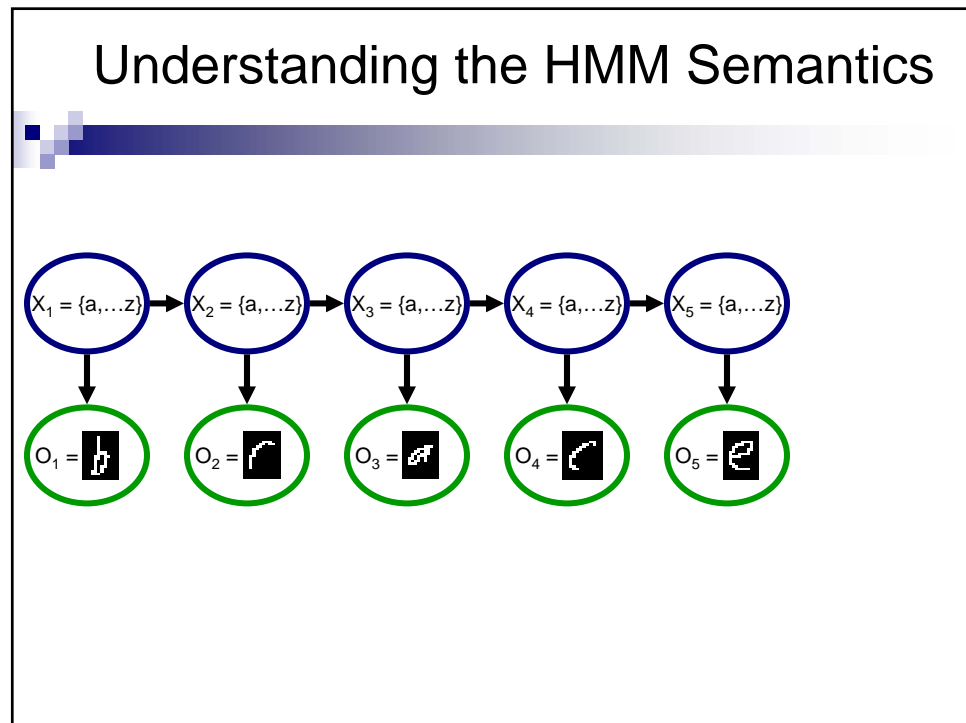 Understanding the HMM Semantics
X₁ = {a,…z} X₂ = {a,…z} X₃ = {a,…z} X₄ = {a,…z} X₅ = {a,…z}
O₁ = b O₂ = r O₃ = a O₄ = c O₅ = e